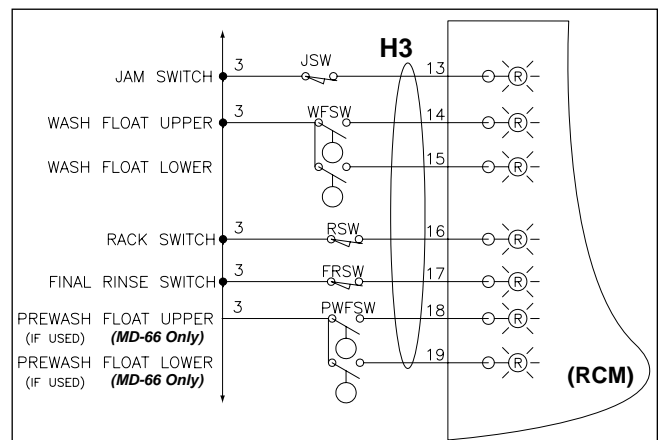 H3
JAM SWITCH 3 JSW 13 R
WASH FLOAT UPPER 3 WFSW 14 R
WASH FLOAT LOWER 15 R
RACK SWITCH 3 RSW 16 R
FINAL RINSE SWITCH 3 FRSW 17 R
PREWASH FLOAT UPPER 3 PWFSW 18 R
(IF USED) (MD-66 Only)
PREWASH FLOAT LOWER 19 R
(IF USED) (MD-66 Only)
(RCM)